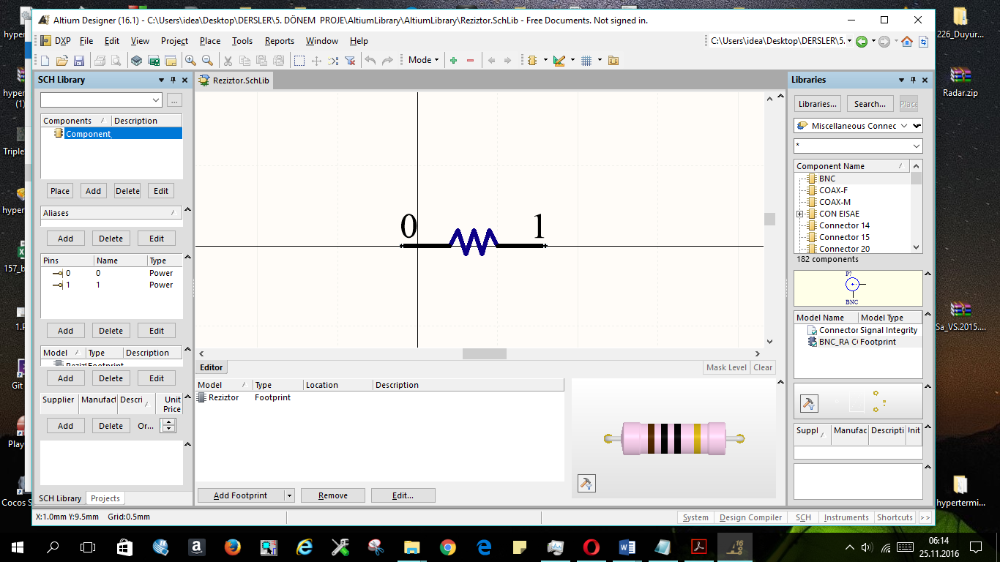 Altium Designer (16.1) - C:\Users\idea\Desktop\DERSLER\5. DÖNEM  PROJE\AltiumLibrary\AltiumLibrary\Reziztor.SchLib - Free Documents. Not signed in.
DXP File Edit View Project Place Tools Reports Window Help C:\Users\idea\Desktop\DERSLER\5.
Mode
SCH Library
...
Components Description
Component_
Place Add Delete Edit
Aliases
Add Delete Edit
Pins Name Type
0 0 Power
1 1 Power
Add Delete Edit
Model Type Description
Reziztor Footprint
Add Delete Edit
Supplier Manufact Descri Unit Price
Add Delete Or...
SCH Library Projects
Reziztor.SchLib
0 1
Editor Mask Level Clear
Model Type Location Description
Reziztor Footprint
Add Footprint Remove Edit...
Libraries
Libraries... Search... Place
Miscellaneous Connec
*
Component Name
BNC
COAX-F
COAX-M
CON EISAE
Connector 14
Connector 15
Connector 20
182 components
P?
BNC
Model Name Model Type
Connector Signal Integrity
BNC_RA CO Footprint
Suppl Manufac Descripti Init
X:1.0mm Y:9.5mm Grid:0.5mm
System Design Compiler SCH Instruments Shortcuts >>
hyper
hyper
(1)
Triple
hyper
157_b
1.F
Git
Play
Cocos S
226_Duyur...
Radar.zip
Sa_VS.2015....
hypertermi...
16
06:14
25.11.2016